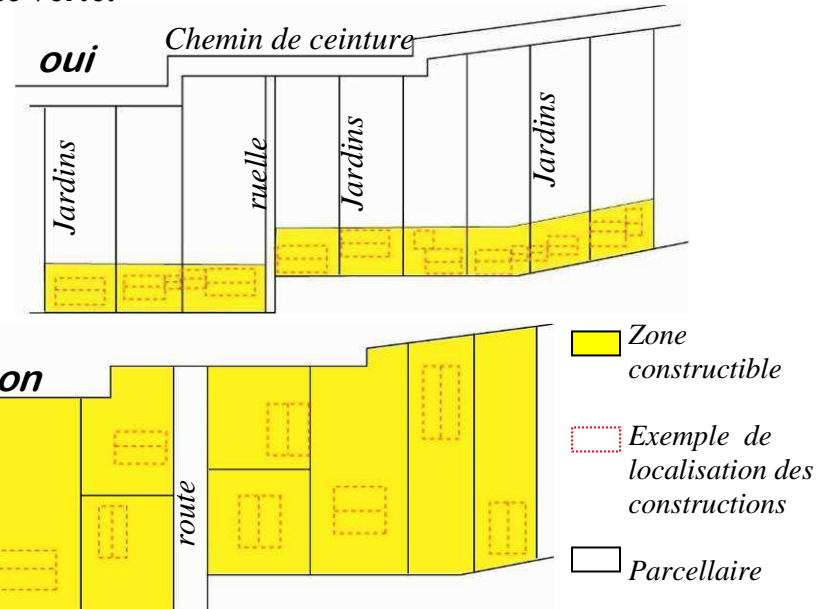 oui
Chemin de ceinture
Jardins
ruelle
Jardins
Jardins
on
route
Zone
constructible
Exemple de
localisation des
constructions
Parcellaire